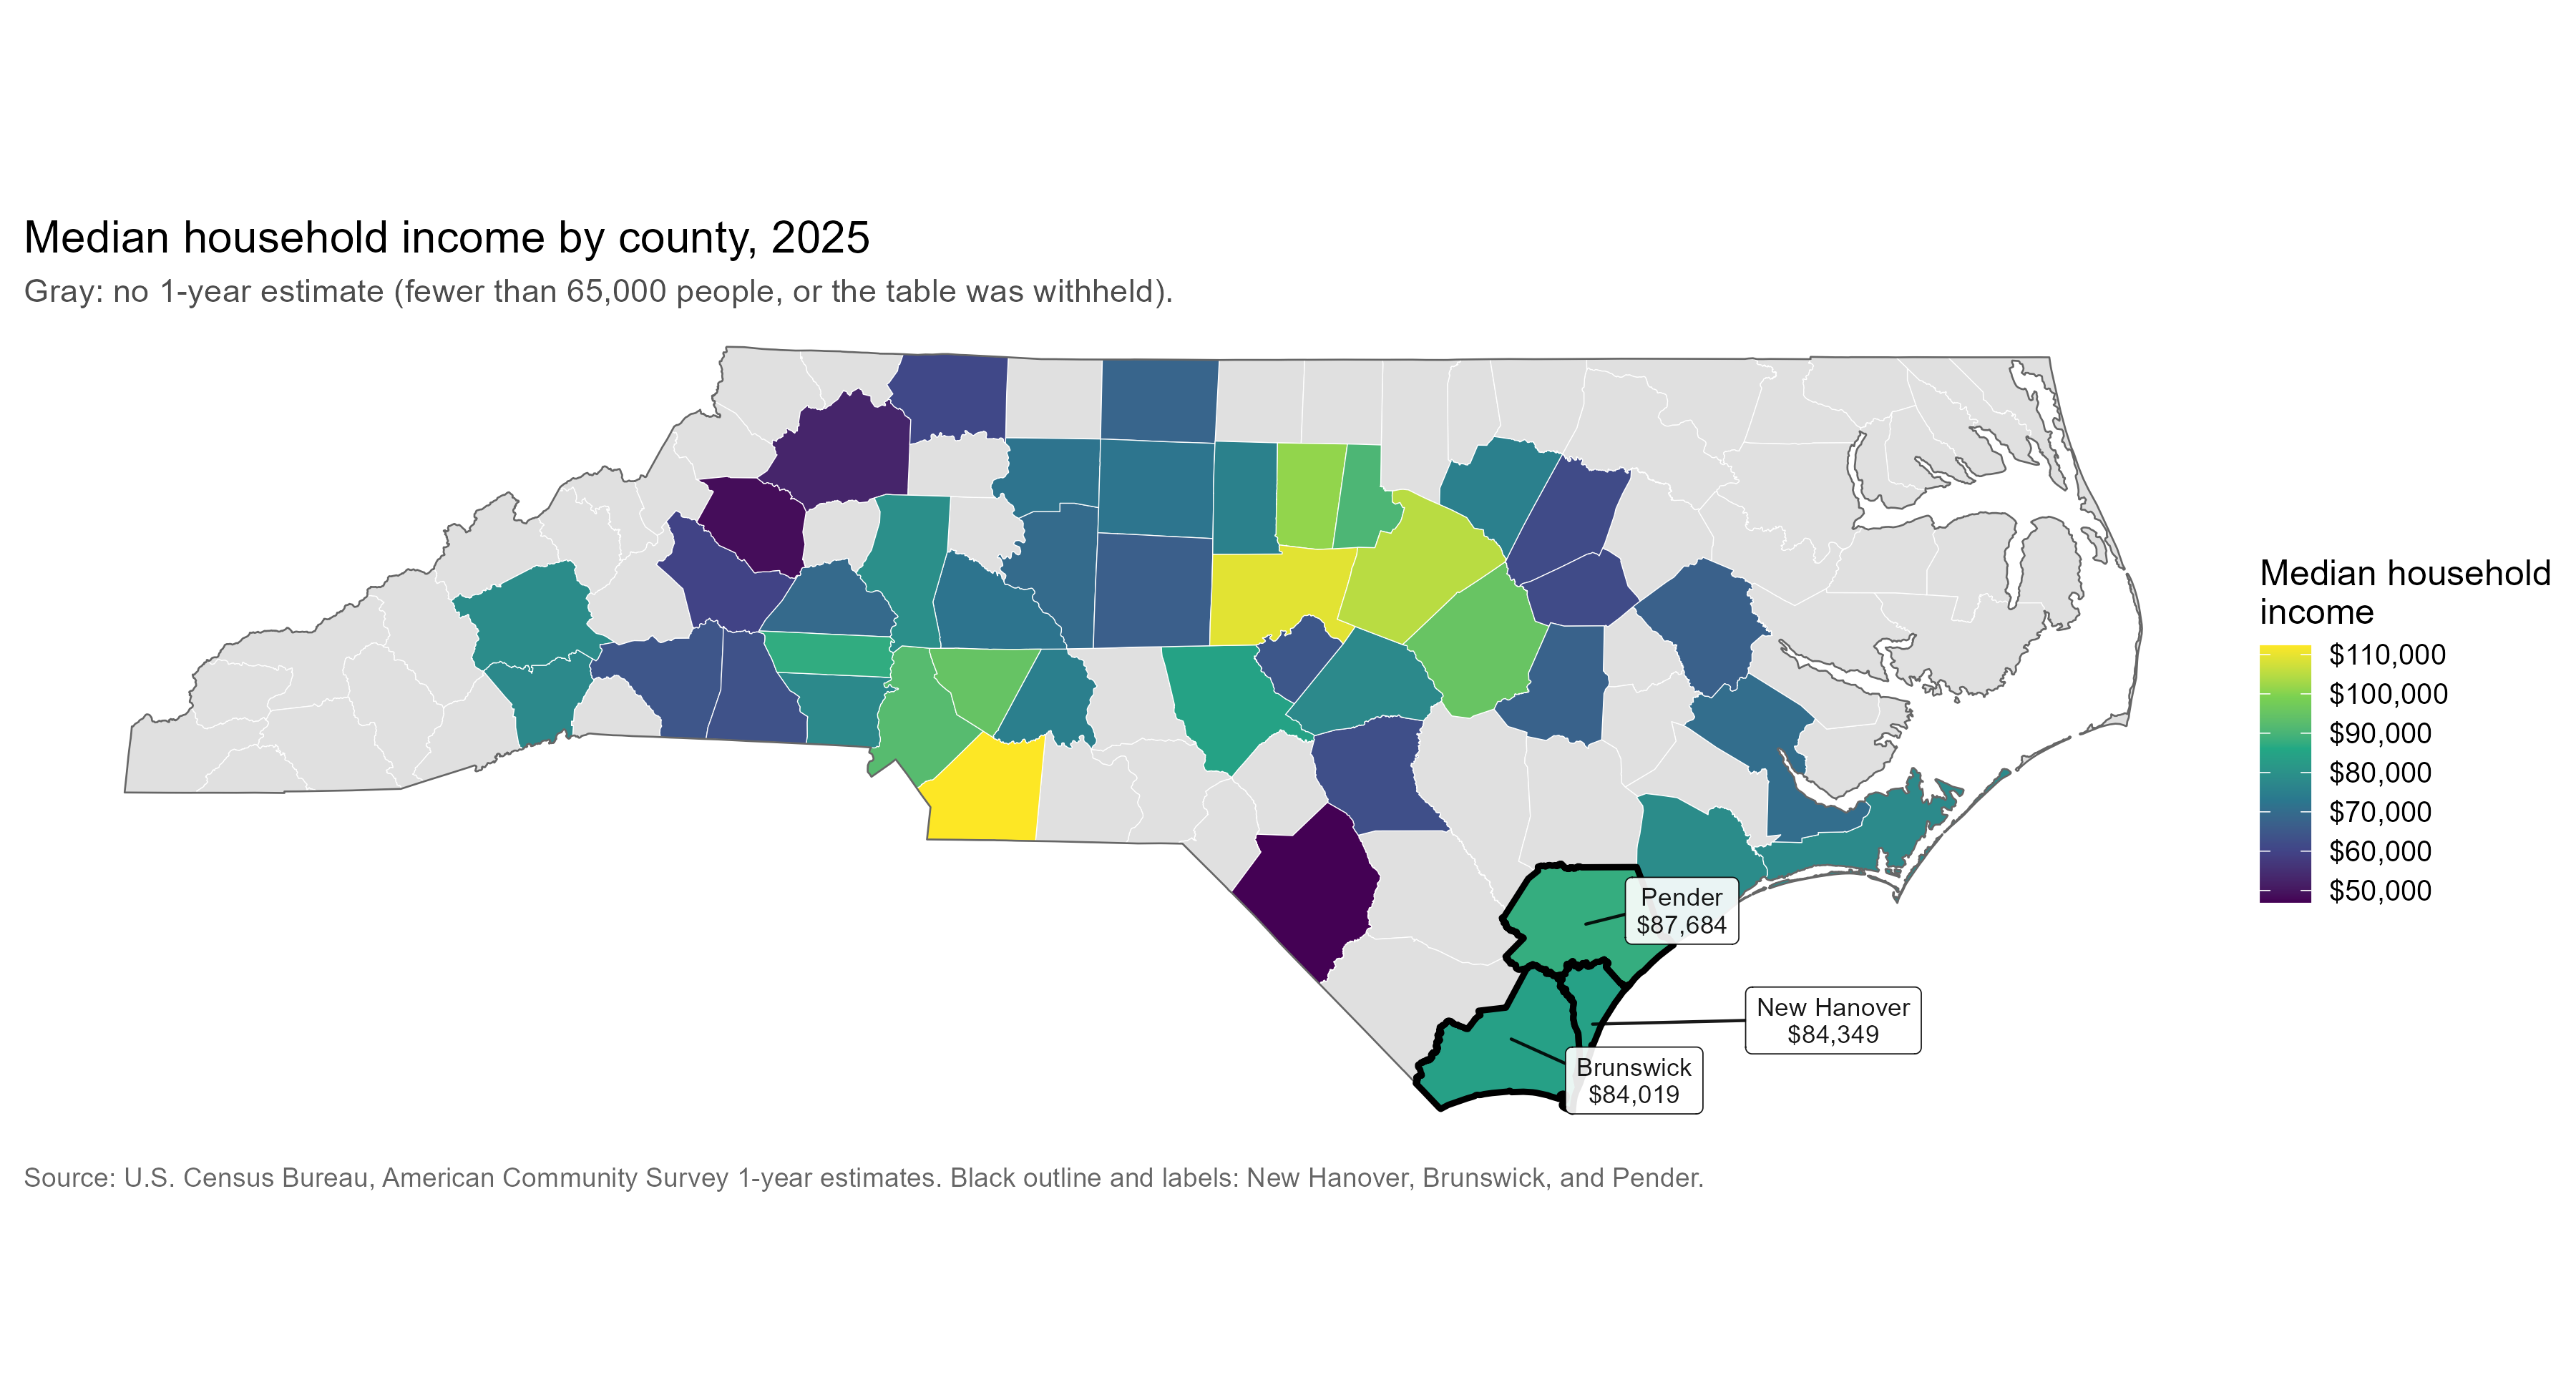 Median household income by county, 2025
Gray: no 1-year estimate (fewer than 65,000 people, or the table was withheld).
Median household
income
$110,000
$100,000
$90,000
$80,000
$70,000
$60,000
$50,000
Pender
$87,684
New Hanover
$84,349
Brunswick
$84,019
Source: U.S. Census Bureau, American Community Survey 1-year estimates. Black outline and labels: New Hanover, Brunswick, and Pender.